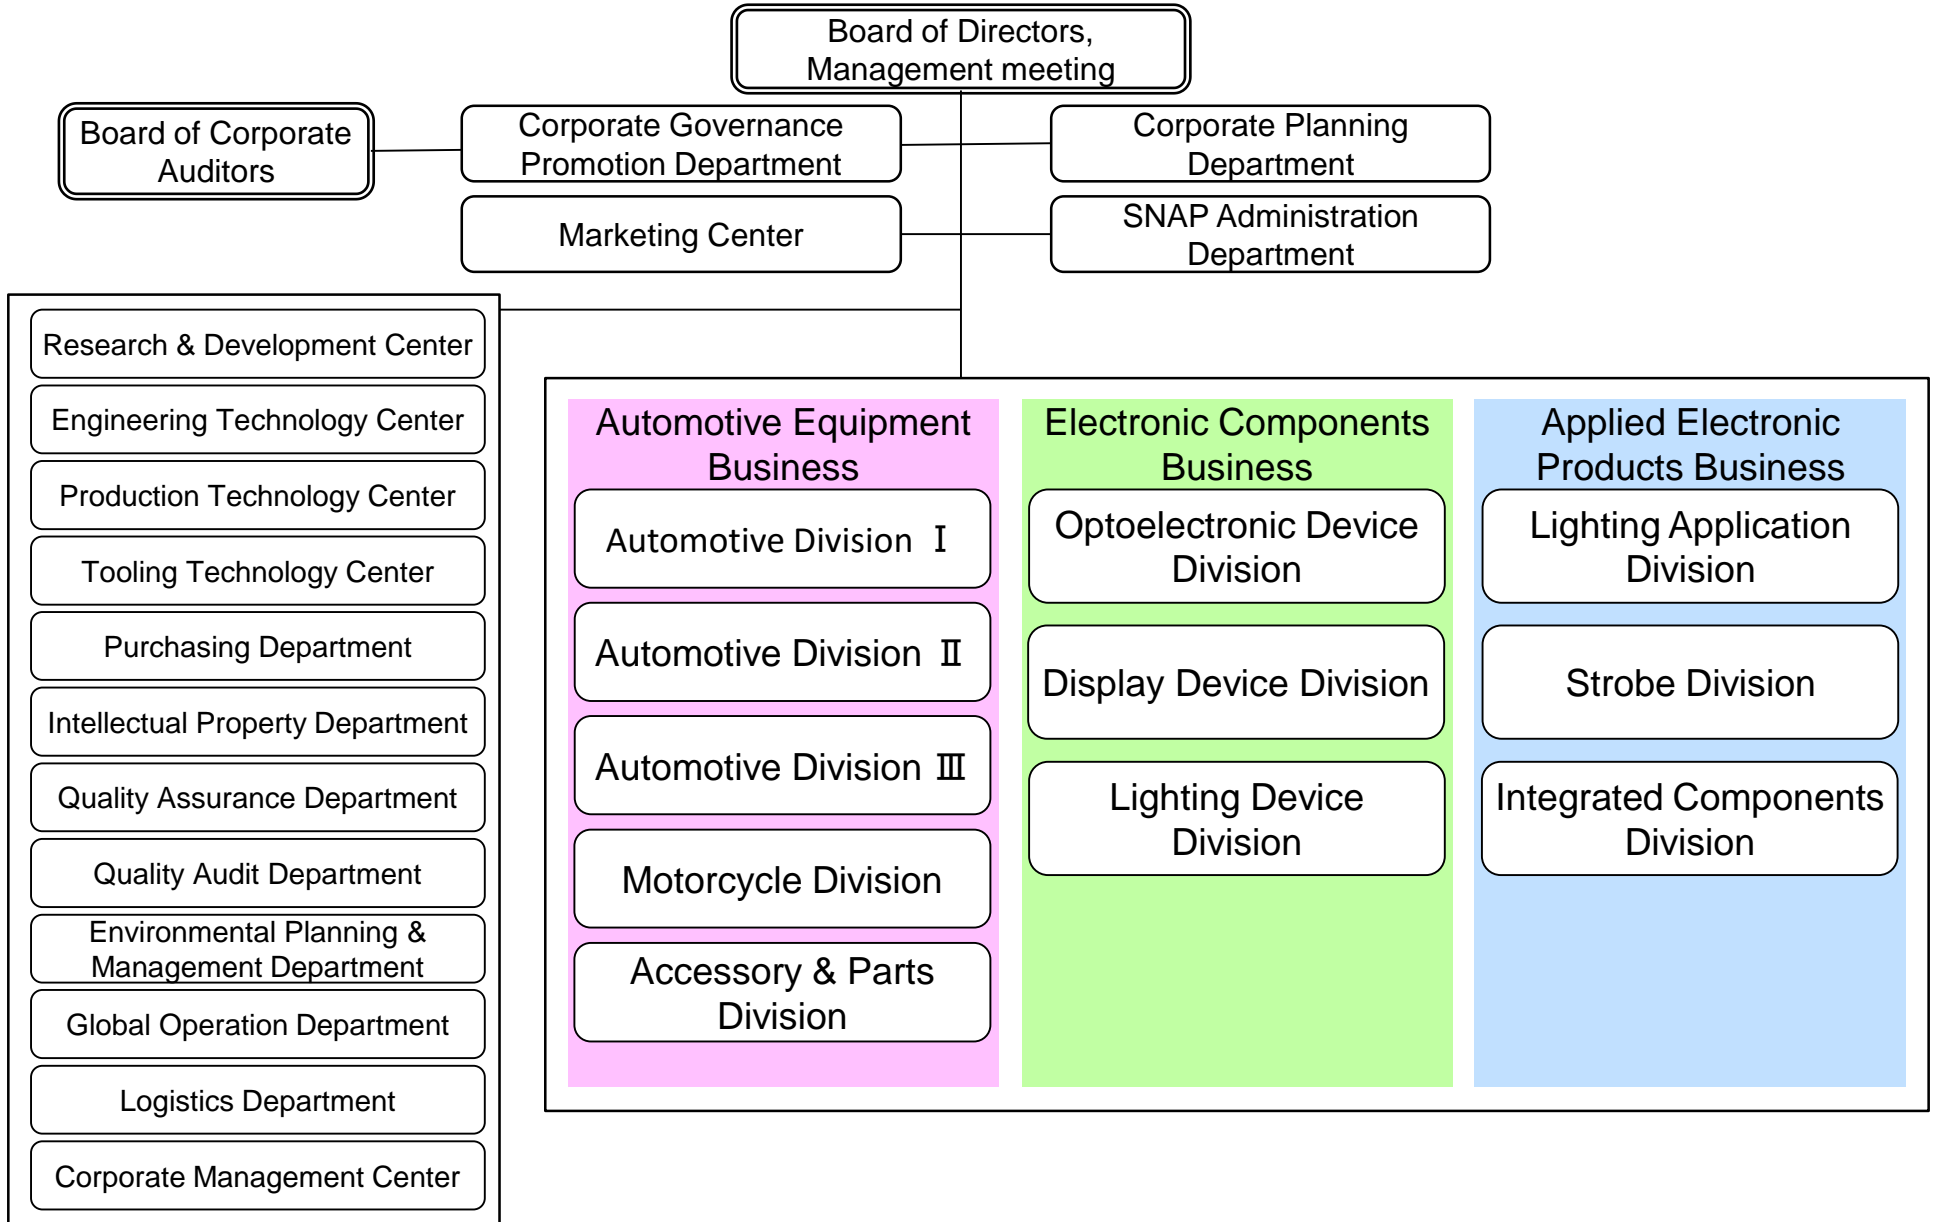 Board of Directors,
Management meeting
Board of Corporate
Auditors
Corporate Governance
Promotion Department
Corporate Planning
Department
Marketing Center
SNAP Administration
Department
Research & Development Center
Engineering Technology Center
Production Technology Center
Tooling Technology Center
Purchasing Department
Intellectual Property Department
Quality Assurance Department
Quality Audit Department
Environmental Planning &
Management Department
Global Operation Department
Logistics Department
Corporate Management Center
Automotive Equipment
Business
Automotive Division Ⅰ
Automotive Division Ⅱ
Automotive Division Ⅲ
Motorcycle Division
Accessory & Parts
Division
Electronic Components
Business
Optoelectronic Device
Division
Display Device Division
Lighting Device
Division
Applied Electronic
Products Business
Lighting Application
Division
Strobe Division
Integrated Components
Division